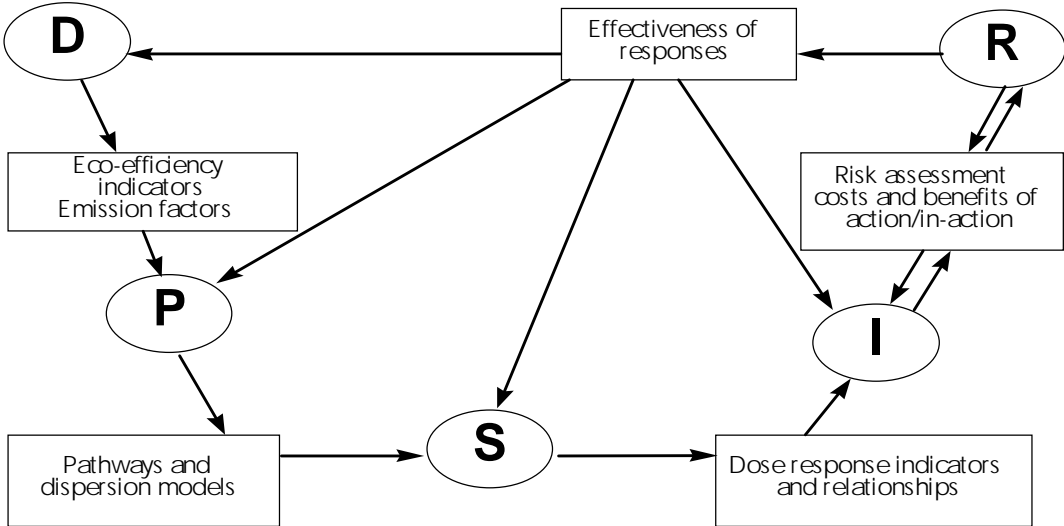 D
Effectiveness of
responses
R
Eco-efficiency
indicators
Emission factors
Risk assessment
costs and benefits of
action/in-action
P
I
S
Pathways and
dispersion models
Dose response indicators
and relationships